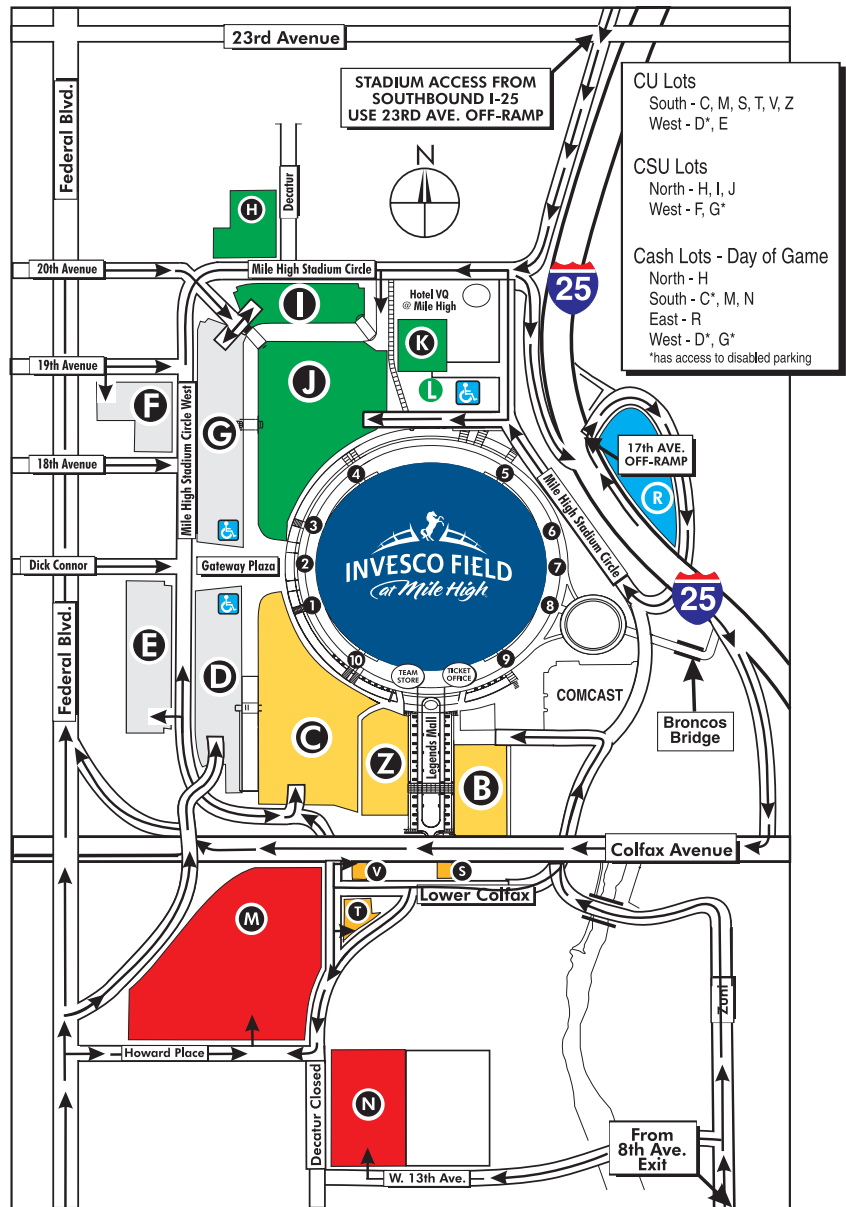 23rd Avenue
Federal Blvd.
STADIUM ACCESS FROM
SOUTHBOUND I-25
USE 23RD AVE. OFF-RAMP
CU Lots
South - C, M, S, T, V, Z
West - D*, E
CSU Lots
North - H, I, J
West - F, G*
Cash Lots - Day of Game
North - H
South - C*, M, N
East - R
West - D*, G*
*has access to disabled parking
N
Decatur
H
20th Avenue
Mile High Stadium Circle
25
I
Hotel VQ
@ Mile High
K
L
19th Avenue
F
J
G
Mile High Stadium Circle West
17TH AVE.
OFF-RAMP
R
18th Avenue
4
5
3
6
2
7
1
8
10
9
INVESCO FIELD
at Mile High
Mile High Stadium Circle
Dick Connor
Gateway Plaza
25
E
D
TEAM
STORE
TICKET
OFFICE
COMCAST
Federal Blvd.
Broncos
Bridge
C
Z
Legends Mall
B
Colfax Avenue
V
S
Lower Colfax
M
T
Zuni
Howard Place
Decatur Closed
N
From
8th Ave.
Exit
W. 13th Ave.